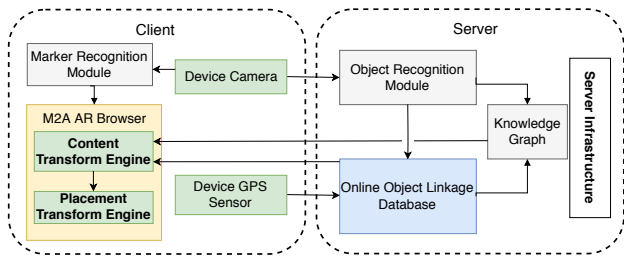 Client
Server
Marker Recognition
Module
Device Camera
Object Recognition
Module
M2A AR Browser
Content
Transform Engine
Placement
Transform Engine
Device GPS
Sensor
Online Object Linkage
Database
Knowledge
Graph
Server Infrastructure